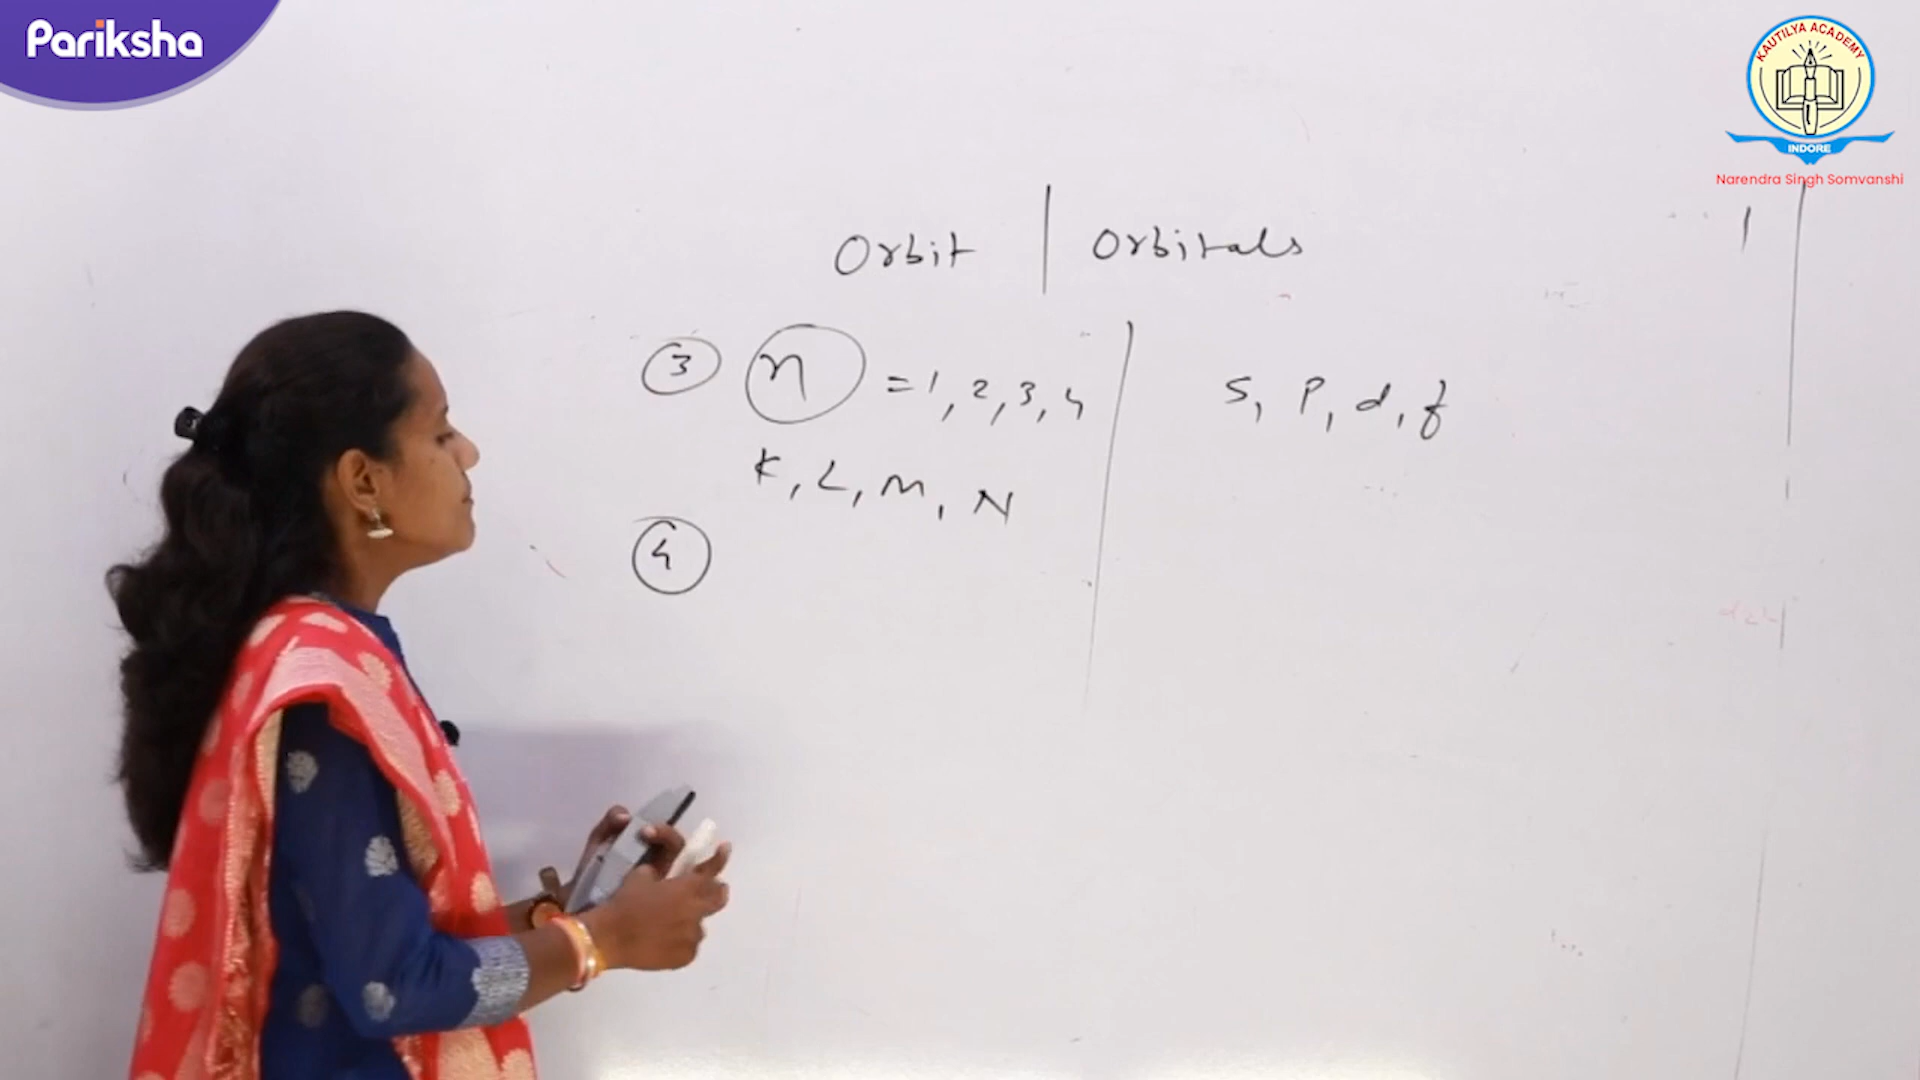 Pariksha
KAUTILYA ACADEMY
INDORE
Narendra Singh Somvanshi
Orbit | Orbitals
③ n = 1, 2, 3, 4 | s, p, d, f
K, L, M, N
④